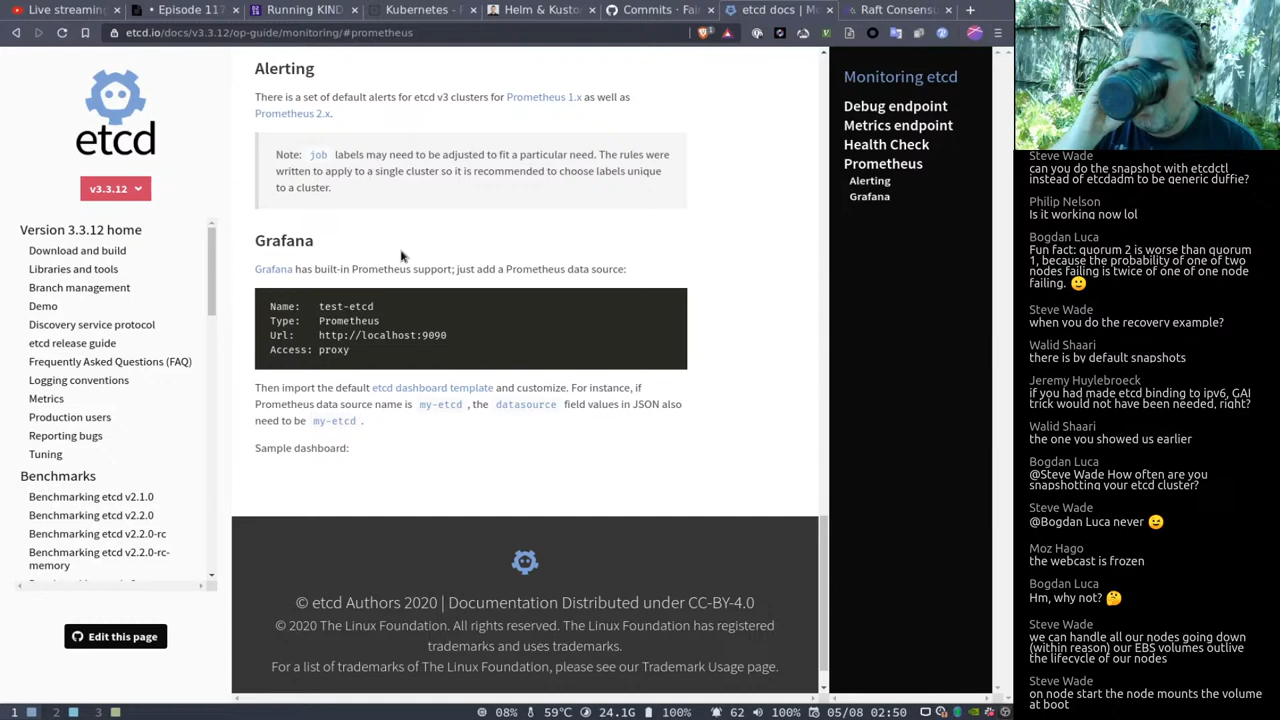 Live streaming
• Episode 117
Running KIND
Kubernetes -
Helm & Kusto
Commits · Fai
etcd docs | Mo
Raft Consensu
etcd.io/docs/v3.3.12/op-guide/monitoring/#prometheus
etcd
v3.3.12
Version 3.3.12 home
Download and build
Libraries and tools
Branch management
Demo
Discovery service protocol
etcd release guide
Frequently Asked Questions (FAQ)
Logging conventions
Metrics
Production users
Reporting bugs
Tuning
Benchmarks
Benchmarking etcd v2.1.0
Benchmarking etcd v2.2.0
Benchmarking etcd v2.2.0-rc
Benchmarking etcd v2.2.0-rc-
memory
Edit this page
Alerting
There is a set of default alerts for etcd v3 clusters for Prometheus 1.x as well as
Prometheus 2.x.
Note: job labels may need to be adjusted to fit a particular need. The rules were
written to apply to a single cluster so it is recommended to choose labels unique
to a cluster.
Grafana
Grafana has built-in Prometheus support; just add a Prometheus data source:
Name: test-etcd
Type: Prometheus
Url: http://localhost:9090
Access: proxy
Then import the default etcd dashboard template and customize. For instance, if
Prometheus data source name is my-etcd , the datasource field values in JSON also
need to be my-etcd .
Sample dashboard:
© etcd Authors 2020 | Documentation Distributed under CC-BY-4.0
© 2020 The Linux Foundation. All rights reserved. The Linux Foundation has registered
trademarks and uses trademarks.
For a list of trademarks of The Linux Foundation, please see our Trademark Usage page.
Monitoring etcd
Debug endpoint
Metrics endpoint
Health Check
Prometheus
Alerting
Grafana
Steve Wade
can you do the snapshot with etcdctl
instead of etcdadm to be generic duffie?
Philip Nelson
Is it working now lol
Bogdan Luca
Fun fact: quorum 2 is worse than quorum
1, because the probability of one of two
nodes failing is twice of one of one node
failing. 🙂
Steve Wade
when you do the recovery example?
Walid Shaari
there is by default snapshots
Jeremy Huylebroeck
if you had made etcd binding to ipv6, GAI
trick would not have been needed, right?
Walid Shaari
the one you showed us earlier
Bogdan Luca
@Steve Wade How often are you
snapshotting your etcd cluster?
Steve Wade
@Bogdan Luca never 😉
Moz Hago
the webcast is frozen
Bogdan Luca
Hm, why not? 🤔
Steve Wade
we can handle all our nodes going down
(within reason) our EBS volumes outlive
the lifecycle of our nodes
Steve Wade
on node start the node mounts the volume
at boot
1 2 3 08% 59℃ 24.1G 100% 62 100% 05/08 02:50